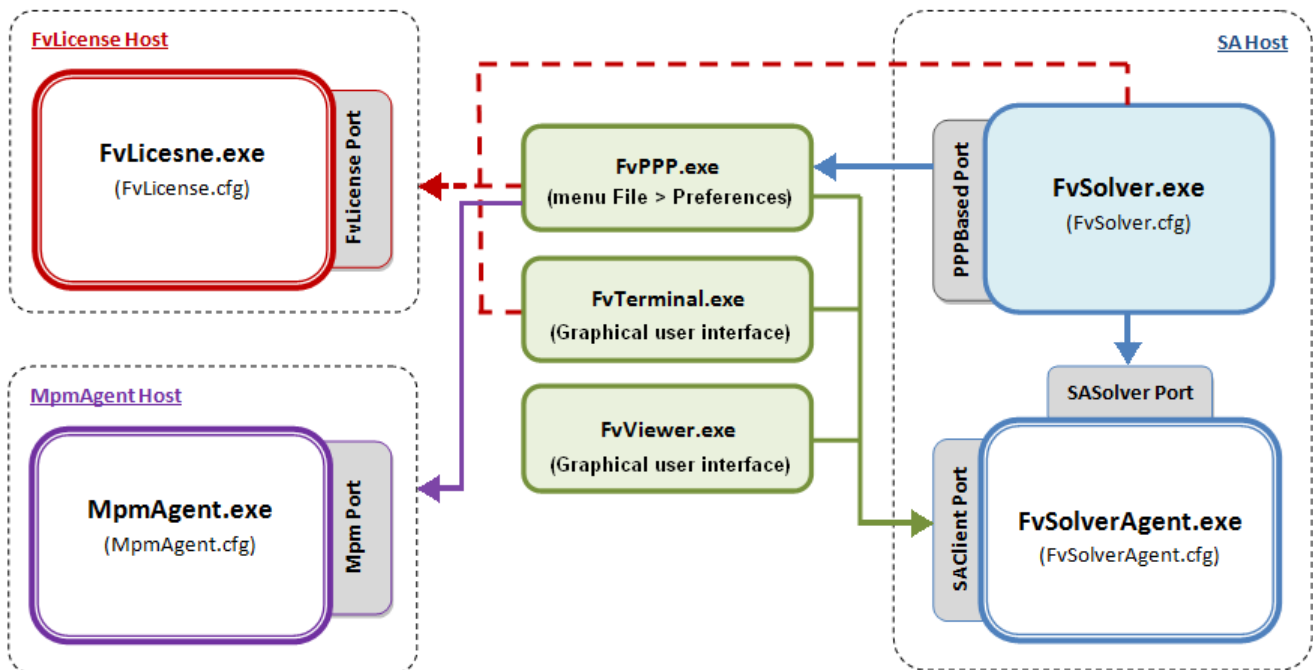 FvLicense Host
FvLicesne.exe
(FvLicense.cfg)
FvLicense Port
MpmAgent Host
MpmAgent.exe
(MpmAgent.cfg)
Mpm Port
FvPPP.exe
(menu File > Preferences)
FvTerminal.exe
(Graphical user interface)
FvViewer.exe
(Graphical user interface)
SA Host
PPPBased Port
FvSolver.exe
(FvSolver.cfg)
SASolver Port
SAClient Port
FvSolverAgent.exe
(FvSolverAgent.cfg)